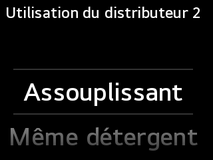 Utilisation du distributeur 2
Assouplissant
Même détergent